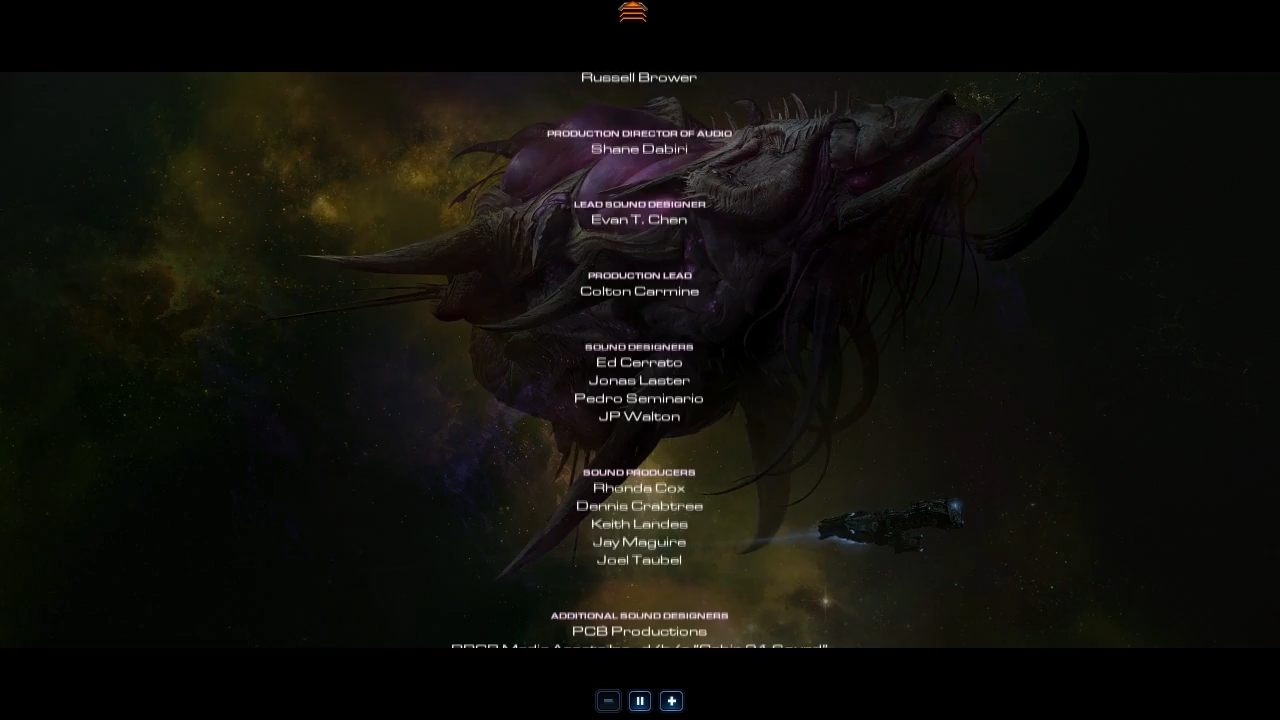 Russell Brower
PRODUCTION DIRECTOR OF AUDIO
Shane Dabiri
LEAD SOUND DESIGNER
Evan T. Chen
PRODUCTION LEAD
Colton Carmine
SOUND DESIGNERS
Ed Cerrato
Jonas Laster
Pedro Seminario
JP Walton
SOUND PRODUCERS
Rhonda Cox
Dennis Crabtree
Keith Landes
Jay Maguire
Joel Taubel
ADDITIONAL SOUND DESIGNERS
PCB Productions